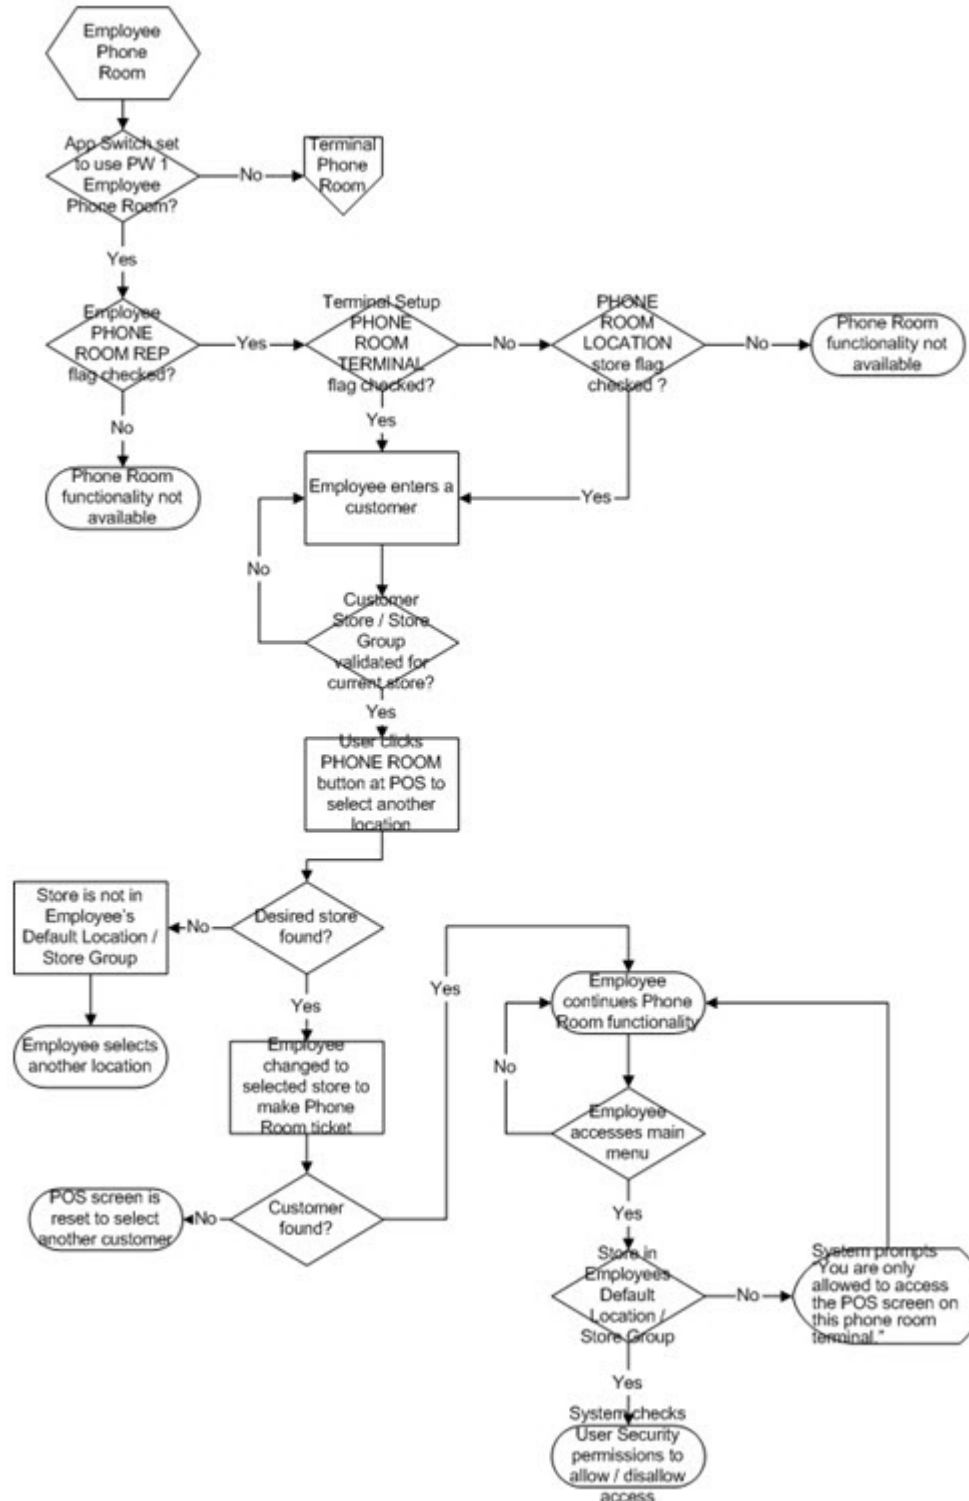 Employee
Phone
Room
App Switch set
to use PW 1
Employee
Phone Room?
No
Terminal
Phone
Room
Yes
Employee
PHONE
ROOM REP
flag checked?
Yes
Terminal Setup
PHONE
ROOM
TERMINAL
flag checked?
No
PHONE
ROOM
LOCATION
store flag
checked ?
No
Phone Room
functionality not
available
No
Phone Room
functionality not
available
Yes
Employee enters a
customer
Yes
No
Customer
Store / Store
Group
validated for
current store?
Yes
User clicks
PHONE ROOM
button at POS to
select another
location
Desired store
found?
No
Store is not in
Employee's
Default Location /
Store Group
Employee selects
another location
Yes
Employee
changed to
selected store to
make Phone
Room ticket
Customer
found?
No
POS screen is
reset to select
another customer
Yes
Employee
continues Phone
Room functionality
No
Employee
accesses main
menu
Yes
Store in
Employees
Default
Location /
Store Group
No
System prompts
"You are only
allowed to access
the POS screen on
this phone room
terminal."
Yes
System checks
User Security
permissions to
allow / disallow
access